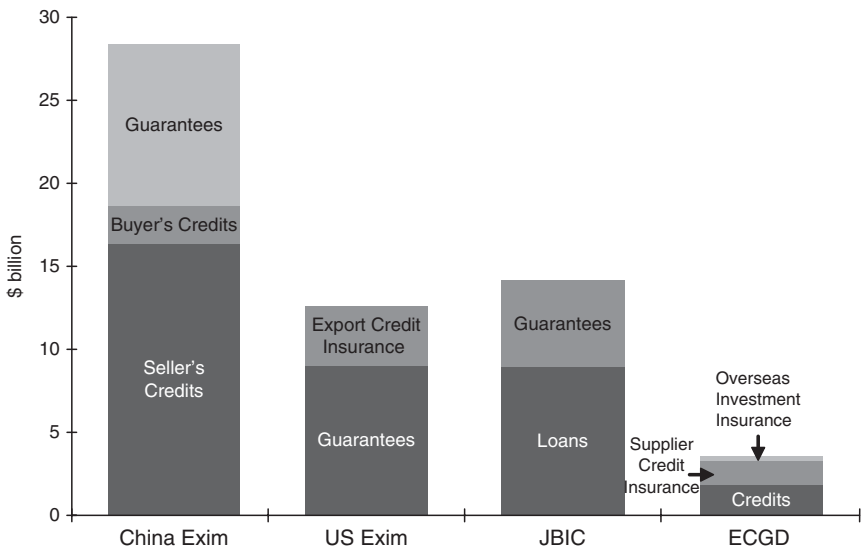 $ billion
30
25
20
15
10
5
0
Guarantees
Buyer's Credits
Seller's
Credits
Export Credit
Insurance
Guarantees
Guarantees
Loans
Overseas
Investment
Insurance
Supplier
Credit
Insurance
Credits
China Exim
US Exim
JBIC
ECGD